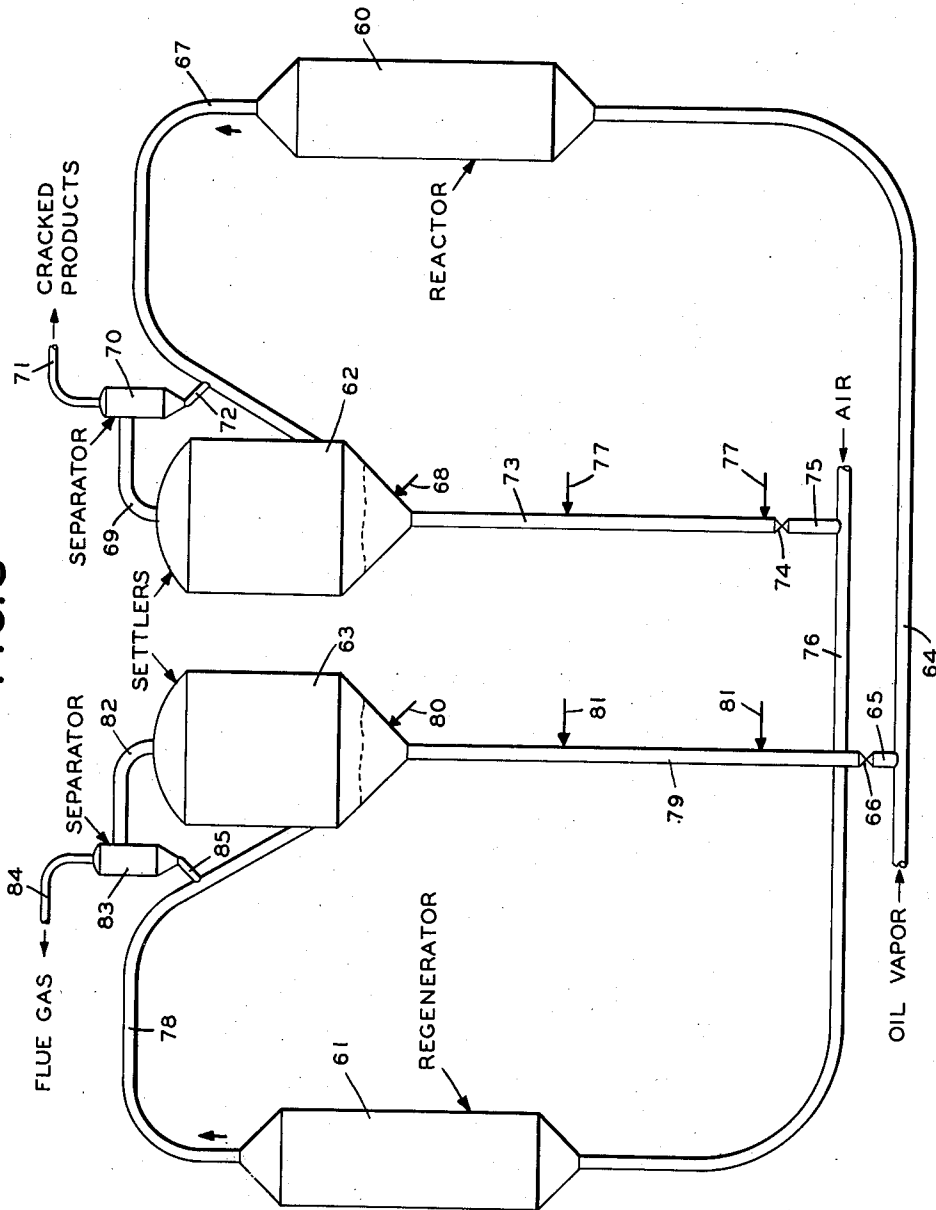 84
FLUE GAS
83
SEPARATOR
82
85
78
SETTLERS
63
80
61
REGENERATOR
81
81
79
66
65
OIL VAPOR
71
CRACKED
PRODUCTS
SEPARATOR
70
69
72
67
62
68
60
REACTOR
73
77
77
74
75
AIR
76
64